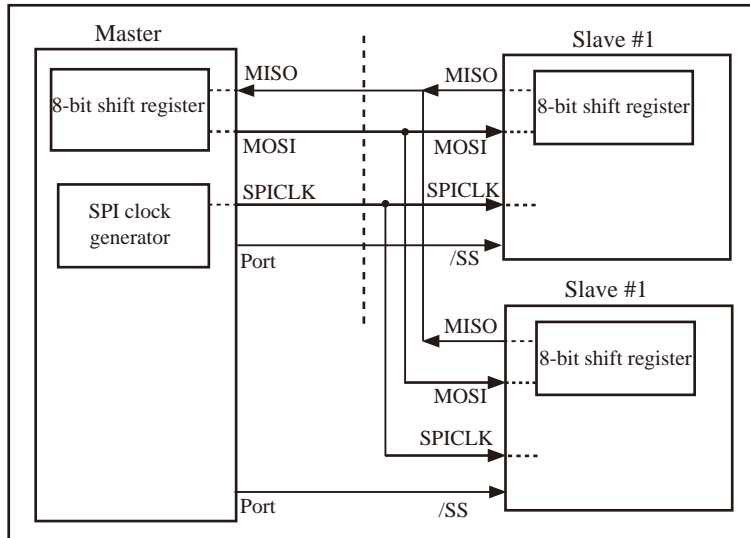 Master
Slave #1
8-bit shift register
MISO
MISO
8-bit shift register
MOSI
MOSI
SPI clock
generator
SPICLK
SPICLK
Port
/SS
Slave #1
MISO
8-bit shift register
MOSI
SPICLK
Port
/SS